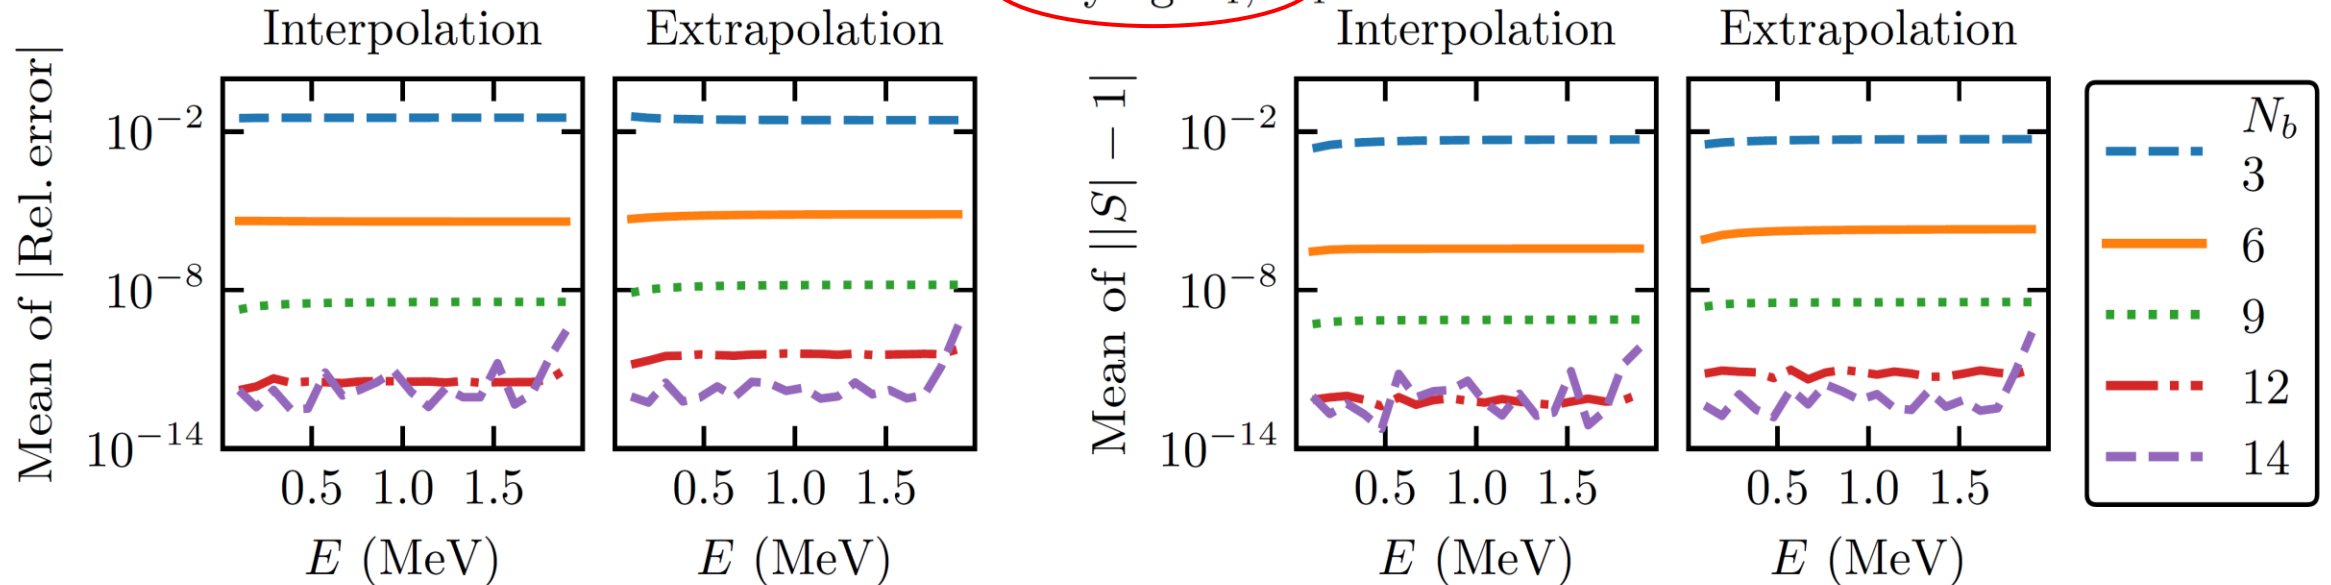 Interpolation
Extrapolation
Mean of |Rel. error|
10^{-2}
10^{-8}
10^{-14}
0.5 1.0 1.5
0.5 1.0 1.5
E (MeV)
E (MeV)
Interpolation
Extrapolation
Mean of ||S| − 1|
10^{-2}
10^{-8}
10^{-14}
0.5 1.0 1.5
0.5 1.0 1.5
E (MeV)
E (MeV)
N_b
3
6
9
12
14